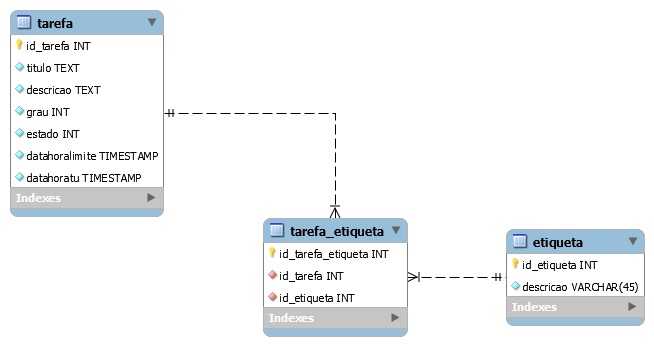 tarefa
id_tarefa INT
titulo TEXT
descricao TEXT
grau INT
estado INT
datahoralimite TIMESTAMP
datahoratu TIMESTAMP
Indexes
tarefa_etiqueta
id_tarefa_etiqueta INT
id_tarefa INT
id_etiqueta INT
Indexes
etiqueta
id_etiqueta INT
descricao VARCHAR(45)
Indexes